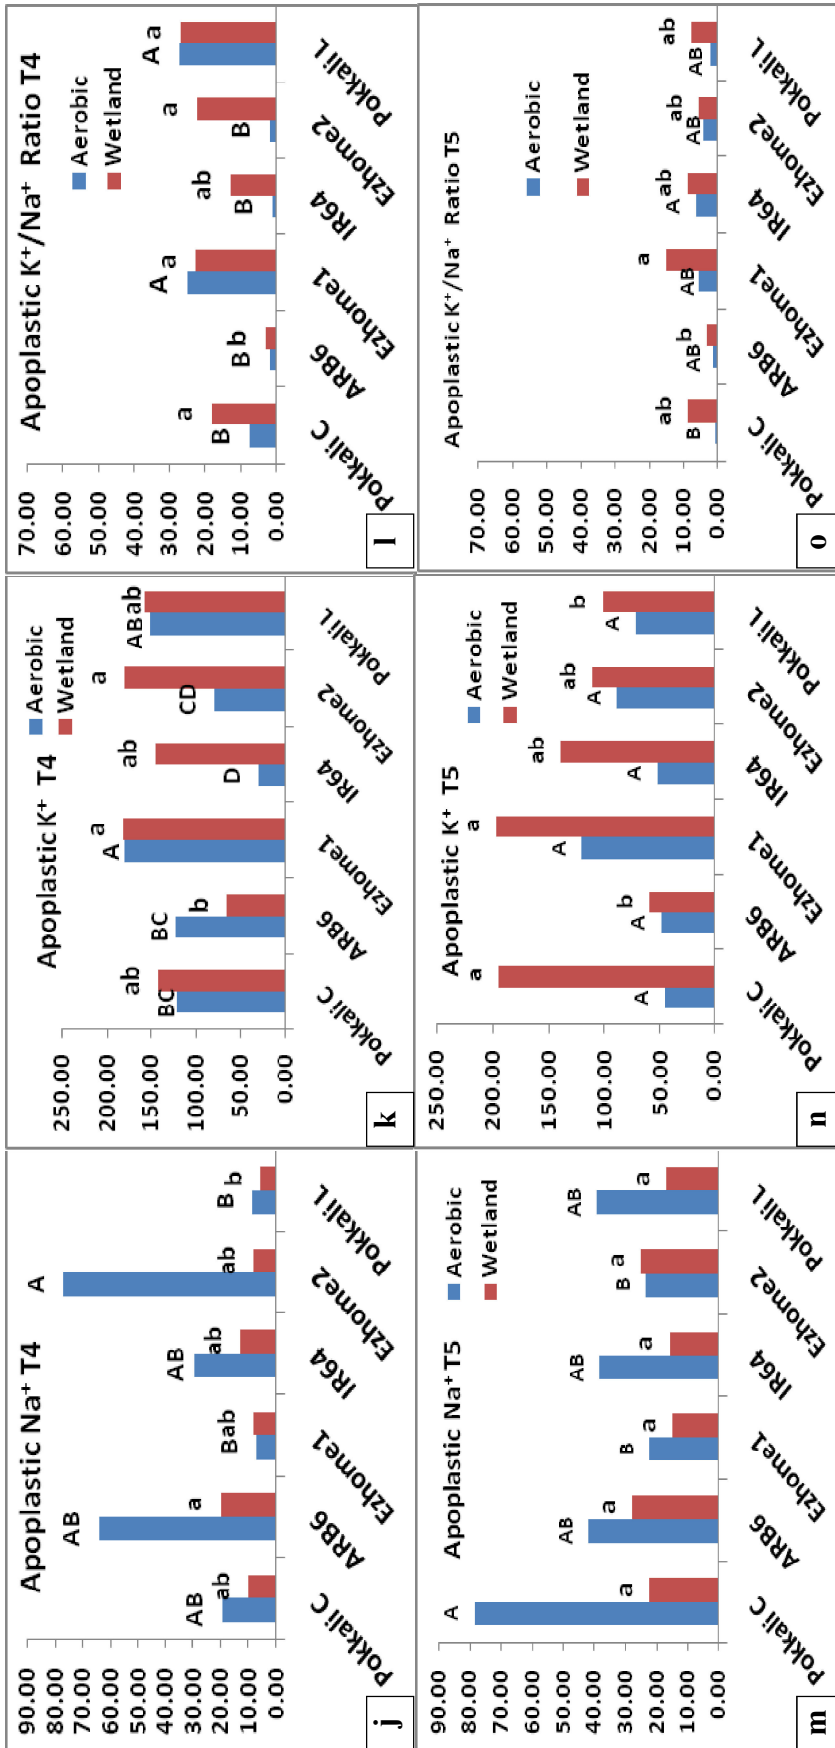 Apoplastic Na⁺ T4
90.00
80.00
70.00
60.00
50.00
40.00
30.00
20.00
10.00
0.00
AB
ab
AB
a
B
ab
AB
ab
A
ab
B
b
Pokkali C
ARB6
Ezhome1
IR64
Ezhome2
Pokkali L
j
Apoplastic K⁺ T4
Aerobic
Wetland
250.00
200.00
150.00
100.00
50.00
0.00
BC
ab
BC
b
A
a
D
ab
CD
a
AB
ab
Pokkali C
ARB6
Ezhome1
IR64
Ezhome2
Pokkali L
k
Apoplastic K⁺/Na⁺ Ratio T4
Aerobic
Wetland
70.00
60.00
50.00
40.00
30.00
20.00
10.00
0.00
B
a
B
b
A
a
B
ab
B
a
A
a
Pokkali C
ARB6
Ezhome1
IR64
Ezhome2
Pokkali L
l
Apoplastic Na⁺ T5
Aerobic
Wetland
90.00
80.00
70.00
60.00
50.00
40.00
30.00
20.00
10.00
0.00
A
a
AB
a
B
a
AB
a
B
a
AB
a
Pokkali C
ARB6
Ezhome1
IR64
Ezhome2
Pokkali L
m
Apoplastic K⁺ T5
Aerobic
Wetland
250.00
200.00
150.00
100.00
50.00
0.00
A
a
A
b
A
a
A
ab
A
ab
A
b
Pokkali C
ARB6
Ezhome1
IR64
Ezhome2
Pokkali L
n
Apoplastic K⁺/Na⁺ Ratio T5
Aerobic
Wetland
70.00
60.00
50.00
40.00
30.00
20.00
10.00
0.00
B
ab
AB
b
AB
a
A
ab
AB
ab
AB
ab
Pokkali C
ARB6
Ezhome1
IR64
Ezhome2
Pokkali L
o